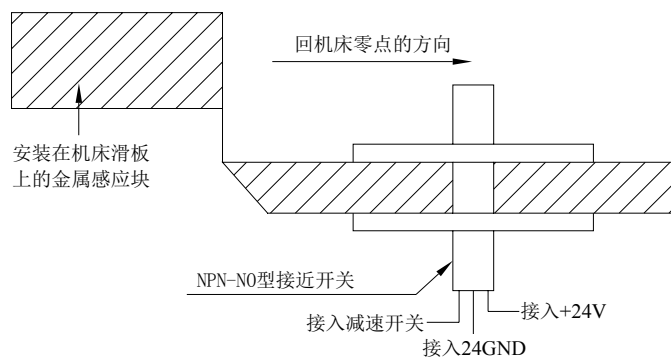 回机床零点的方向
安装在机床滑板
上的金属感应块
NPN-NO型接近开关
接入减速开关
接入+24V
接入24GND